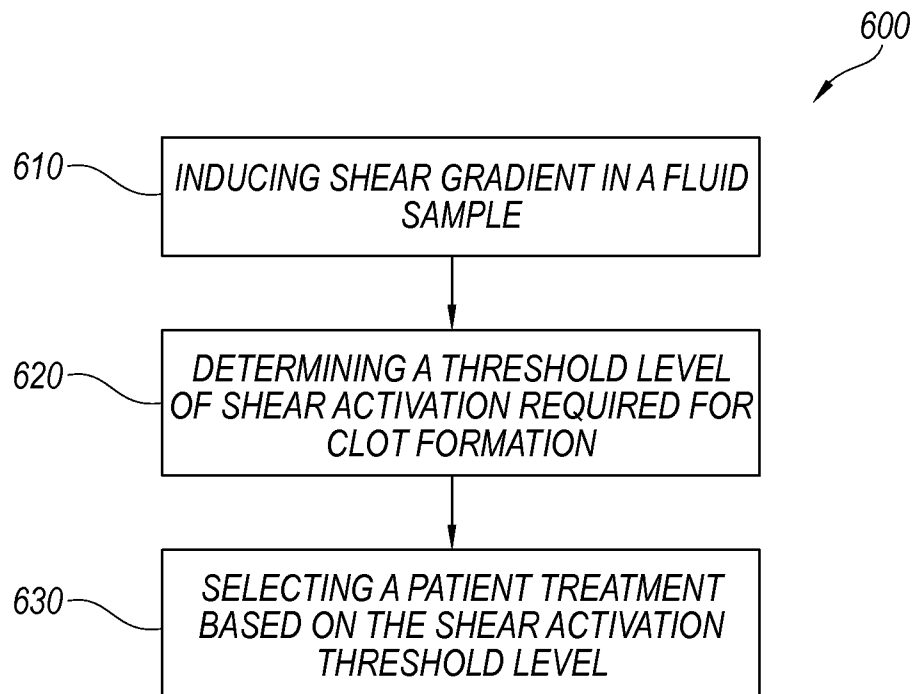 600
610
INDUCING SHEAR GRADIENT IN A FLUID
SAMPLE
620
DETERMINING A THRESHOLD LEVEL
OF SHEAR ACTIVATION REQUIRED FOR
CLOT FORMATION
630
SELECTING A PATIENT TREATMENT
BASED ON THE SHEAR ACTIVATION
THRESHOLD LEVEL